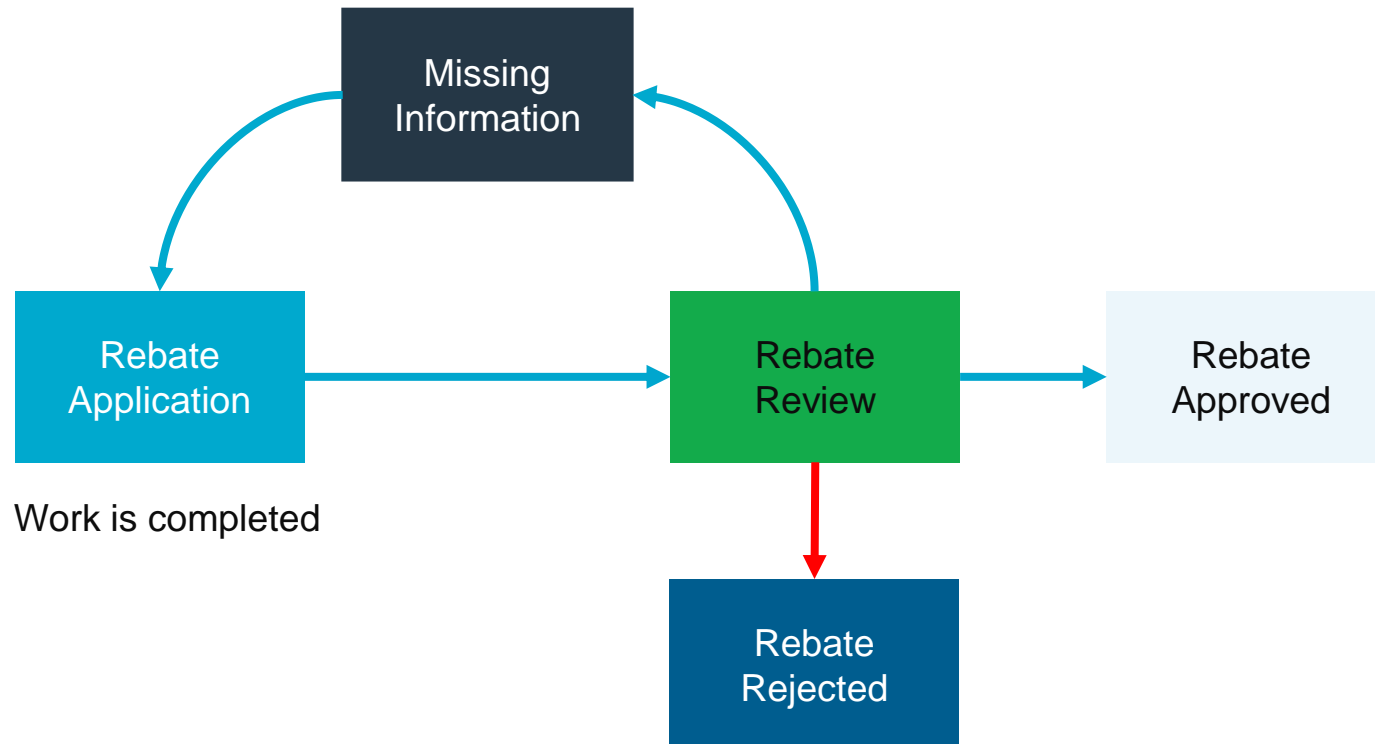 Missing
Information
Rebate
Application
Rebate
Review
Rebate
Approved
Work is completed
Rebate
Rejected